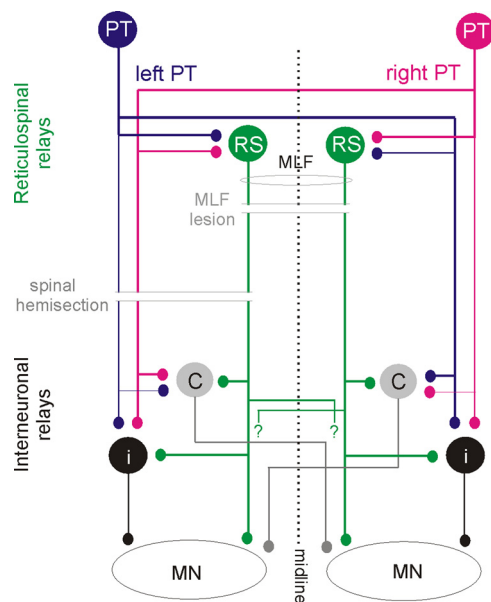 PT
PT
left PT
right PT
Reticulospinal
relays
RS
RS
MLF
MLF
lesion
spinal
hemisection
Interneuronal
relays
C
C
?
?
i
i
MN
MN
midline